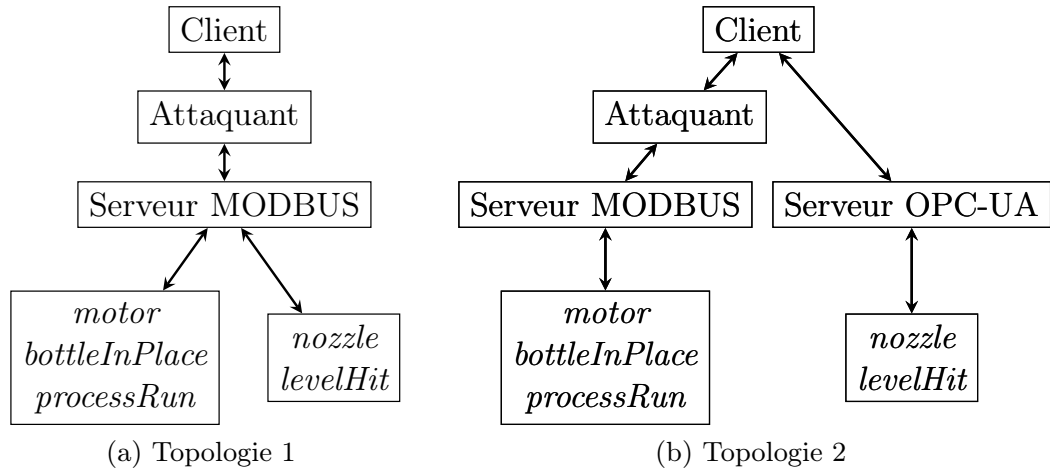 Client
Attaquant
Serveur MODBUS
motor
bottleInPlace
processRun
nozzle
levelHit
(a) Topologie 1
Client
Attaquant
Serveur MODBUS
Serveur OPC-UA
motor
bottleInPlace
processRun
nozzle
levelHit
(b) Topologie 2